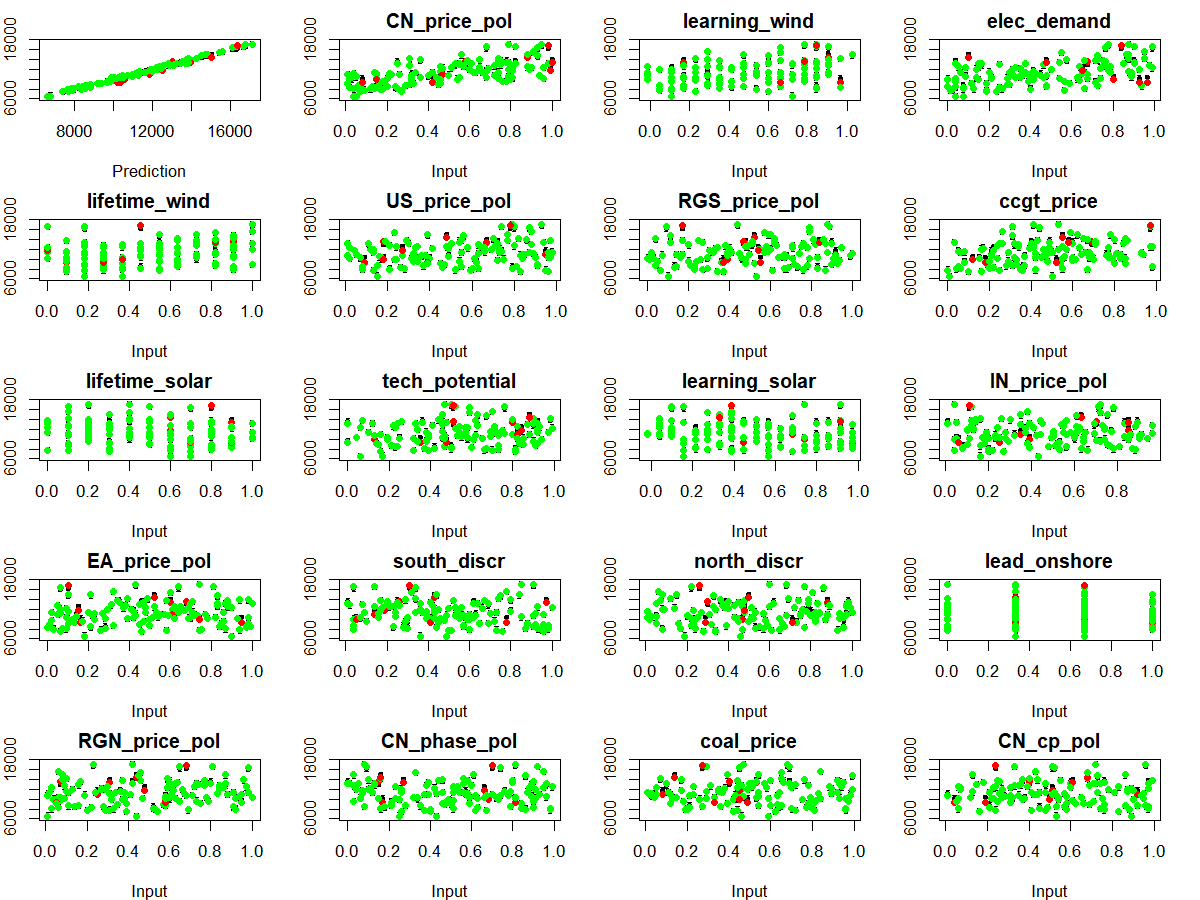 CN_price_pol learning_wind elec_demand
6000 18000 6000 18000 6000 18000 6000 18000
8000 12000 16000 0.0 0.2 0.4 0.6 0.8 1.0 0.0 0.2 0.4 0.6 0.8 1.0 0.0 0.2 0.4 0.6 0.8 1.0
Prediction Input Input Input
lifetime_wind US_price_pol RGS_price_pol ccgt_price
6000 18000 6000 18000 6000 18000 6000 18000
0.0 0.2 0.4 0.6 0.8 1.0 0.0 0.2 0.4 0.6 0.8 1.0 0.0 0.2 0.4 0.6 0.8 1.0 0.0 0.2 0.4 0.6 0.8 1.0
Input Input Input Input
lifetime_solar tech_potential learning_solar IN_price_pol
6000 18000 6000 18000 6000 18000 6000 18000
0.0 0.2 0.4 0.6 0.8 1.0 0.0 0.2 0.4 0.6 0.8 1.0 0.0 0.2 0.4 0.6 0.8 1.0 0.0 0.2 0.4 0.6 0.8
Input Input Input Input
EA_price_pol south_discr north_discr lead_onshore
6000 18000 6000 18000 6000 18000 6000 18000
0.0 0.2 0.4 0.6 0.8 1.0 0.0 0.2 0.4 0.6 0.8 1.0 0.0 0.2 0.4 0.6 0.8 1.0 0.0 0.2 0.4 0.6 0.8 1.0
Input Input Input Input
RGN_price_pol CN_phase_pol coal_price CN_cp_pol
6000 18000 6000 18000 6000 18000 6000 18000
0.0 0.2 0.4 0.6 0.8 1.0 0.0 0.2 0.4 0.6 0.8 1.0 0.0 0.2 0.4 0.6 0.8 1.0 0.0 0.2 0.4 0.6 0.8 1.0
Input Input Input Input